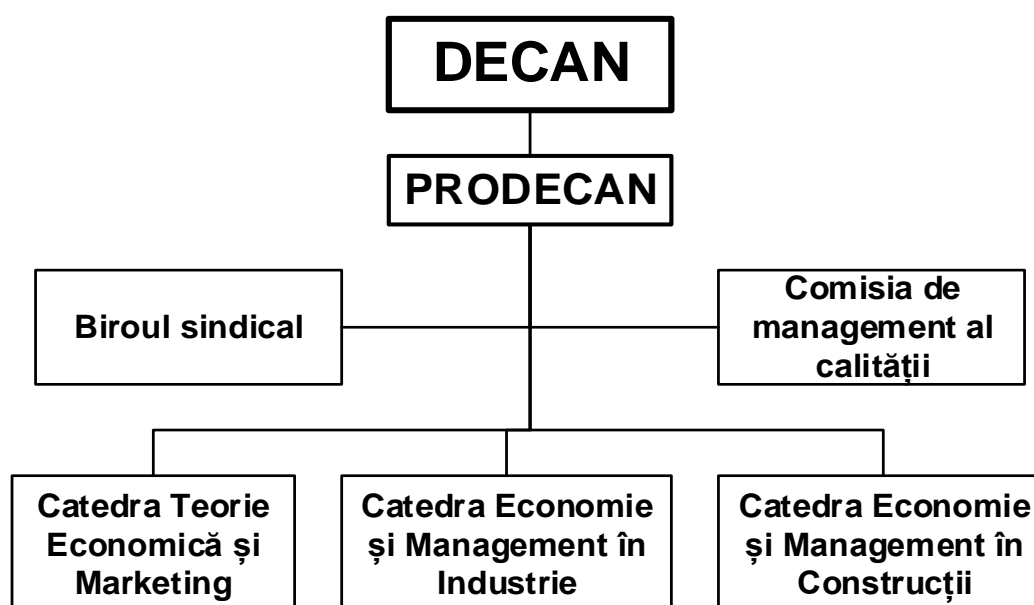 DECAN
PRODECAN
Biroul sindical
Comisia de
management al
calității
Catedra Teorie
Economică și
Marketing
Catedra Economie
și Management în
Industrie
Catedra Economie
și Management în
Construcții